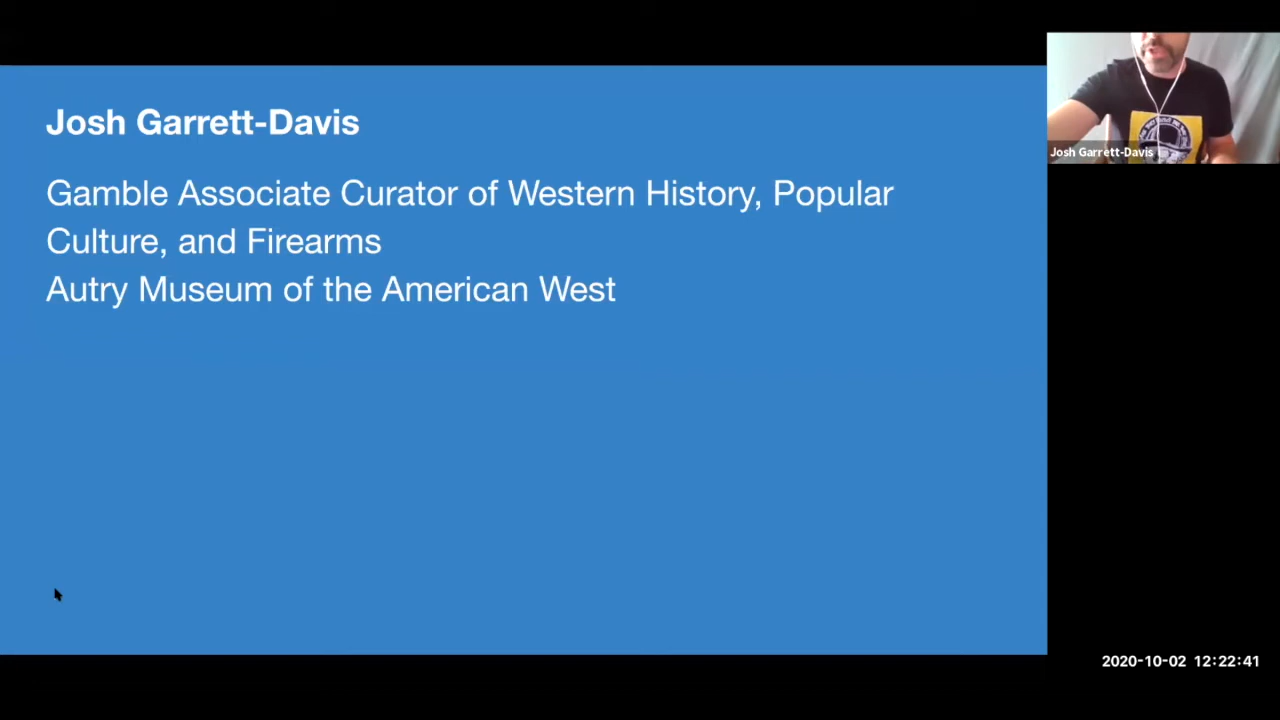 Josh Garrett-Davis
Gamble Associate Curator of Western History, Popular
Culture, and Firearms
Autry Museum of the American West
Josh Garrett-Davis
2020-10-02 12:22:41